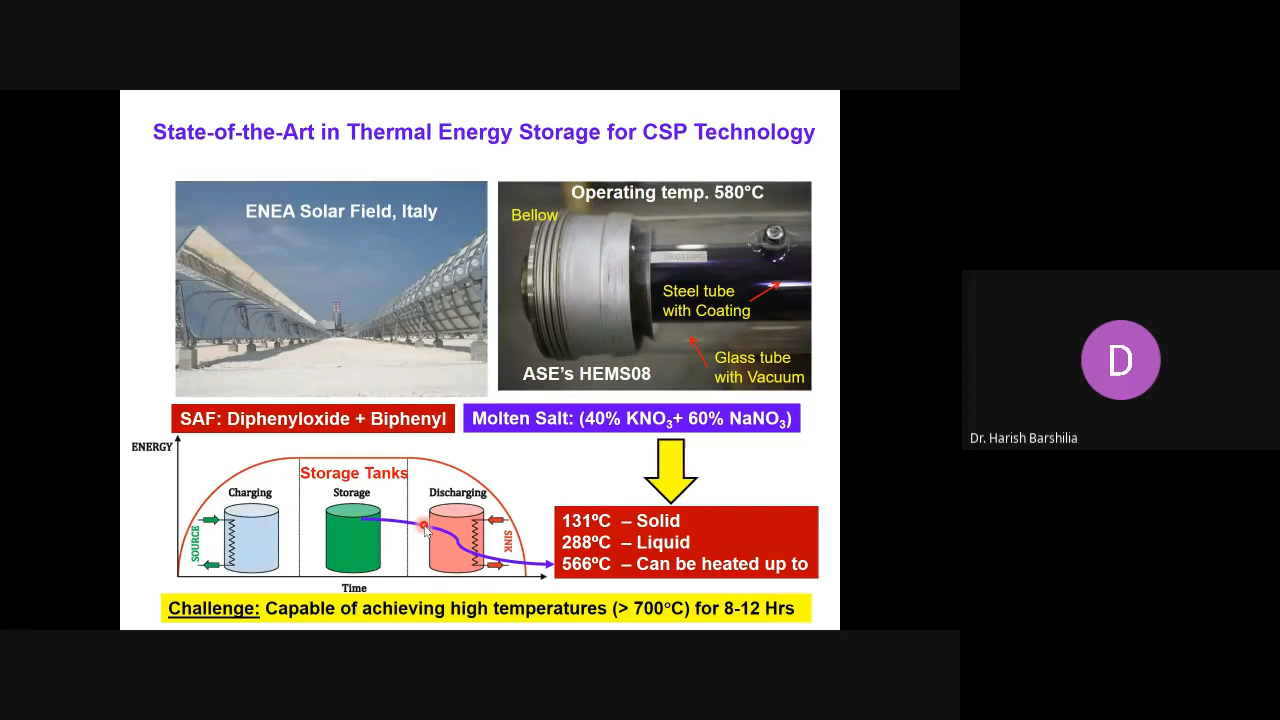 State-of-the-Art in Thermal Energy Storage for CSP Technology
ENEA Solar Field, Italy
Operating temp. 580°C
Bellow
Steel tube
with Coating
Glass tube
with Vacuum
ASE's HEMS08
SAF: Diphenyloxide + Biphenyl
Molten Salt: (40% KNO₃+ 60% NaNO₃)
ENERGY
Storage Tanks
Charging
Storage
Discharging
SOURCE
SINK
Time
131ºC – Solid
288ºC – Liquid
566ºC – Can be heated up to
Challenge: Capable of achieving high temperatures (> 700°C) for 8-12 Hrs
D
Dr. Harish Barshilia